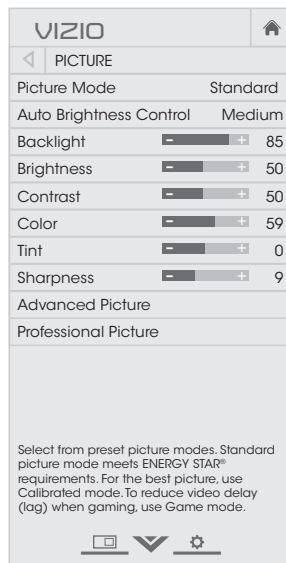 VIZIO
PICTURE
Picture Mode Standard
Auto Brightness Control Medium
Backlight - + 85
Brightness - + 50
Contrast - + 50
Color - + 59
Tint - + 0
Sharpness - + 9
Advanced Picture
Professional Picture
Select from preset picture modes. Standard
picture mode meets ENERGY STAR®
requirements. For the best picture, use
Calibrated mode. To reduce video delay
(lag) when gaming, use Game mode.